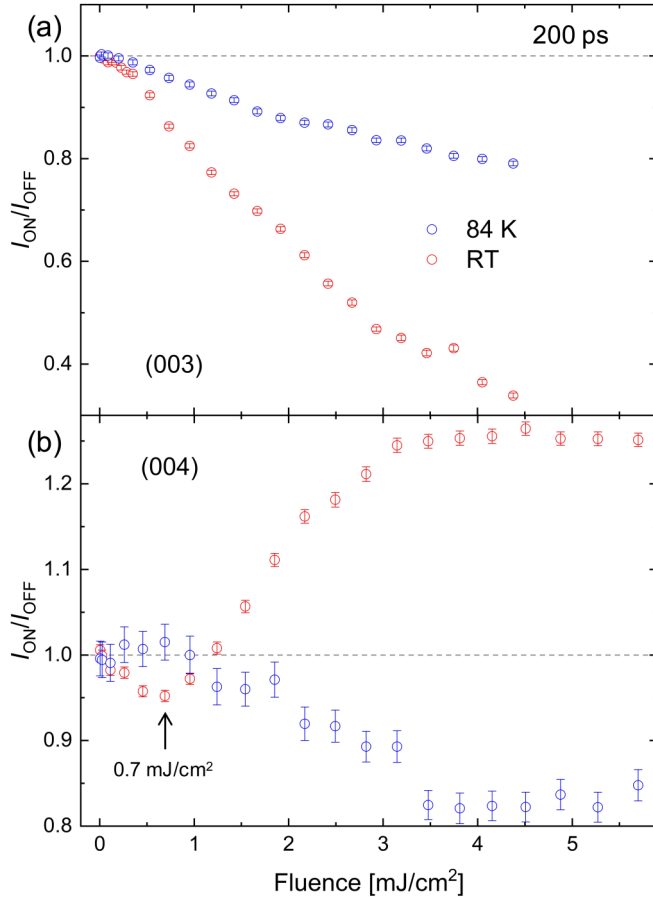 (a)
200 ps
1.0
0.8
0.6
0.4
I_ON/I_OFF
84 K
RT
(003)
(b)
(004)
1.2
1.1
1.0
0.9
0.8
I_ON/I_OFF
0.7 mJ/cm²
0 1 2 3 4 5
Fluence [mJ/cm²]